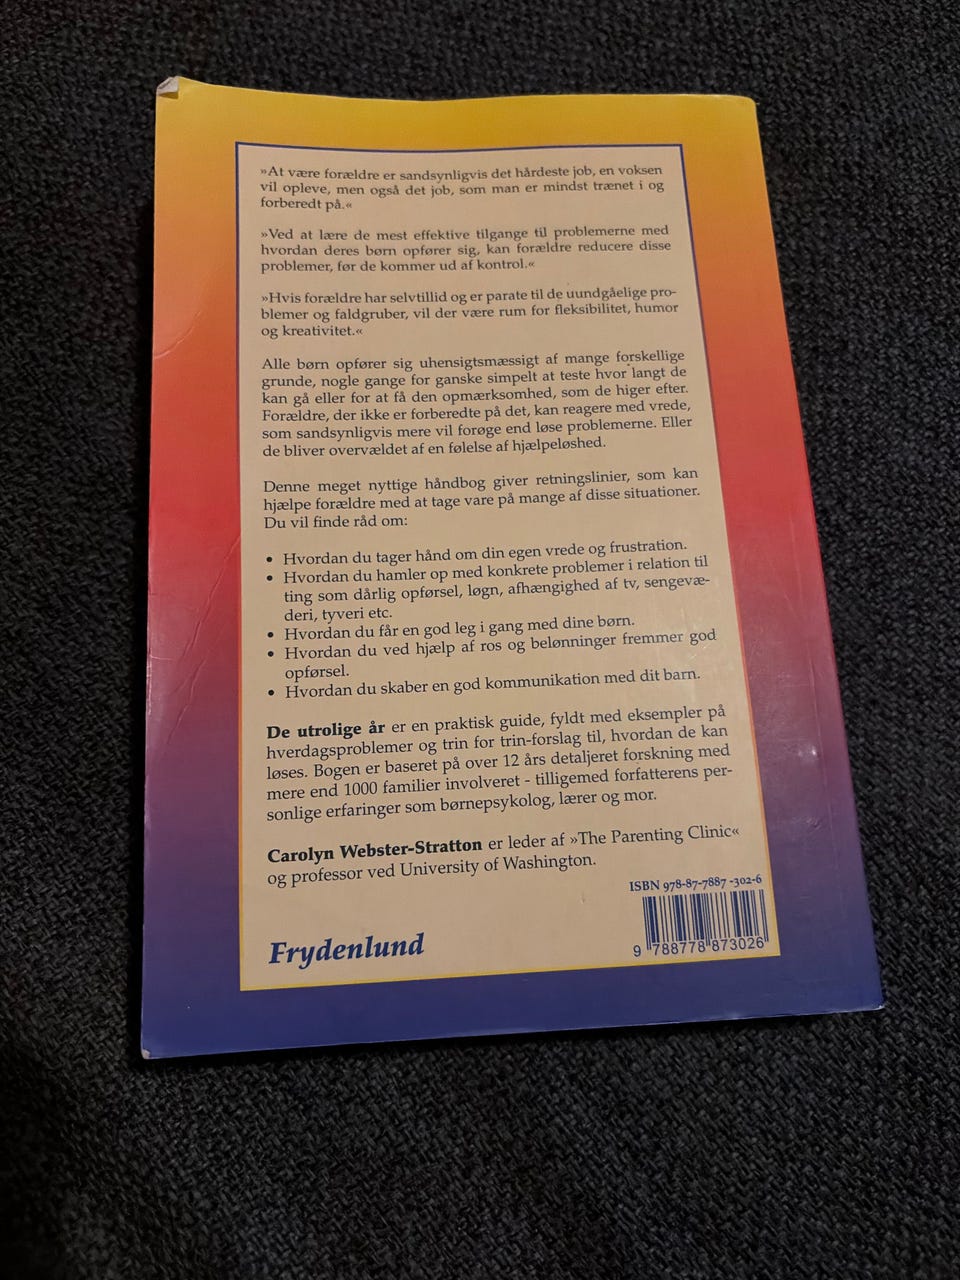 »At være forældre er sandsynligvis det hårdeste job, en voksen
vil opleve, men også det job, som man er mindst trænet i og
forberedt på.«
»Ved at lære de mest effektive tilgange til problemerne med
hvordan deres børn opfører sig, kan forældre reducere disse
problemer, før de kommer ud af kontrol.«
»Hvis forældre har selvtillid og er parate til de uundgåelige pro-
blemer og faldgruber, vil der være rum for fleksibilitet, humor
og kreativitet.«
Alle børn opfører sig uhensigtsmæssigt af mange forskellige
grunde, nogle gange for ganske simpelt at teste hvor langt de
kan gå eller for at få den opmærksomhed, som de higer efter.
Forældre, der ikke er forberedte på det, kan reagere med vrede,
som sandsynligvis mere vil forøge end løse problemerne. Eller
de bliver overvældet af en følelse af hjælpeløshed.
Denne meget nyttige håndbog giver retningslinier, som kan
hjælpe forældre med at tage vare på mange af disse situationer.
Du vil finde råd om:
• Hvordan du tager hånd om din egen vrede og frustration.
• Hvordan du hamler op med konkrete problemer i relation til
ting som dårlig opførsel, løgn, afhængighed af tv, sengevæ-
deri, tyveri etc.
• Hvordan du får en god leg i gang med dine børn.
• Hvordan du ved hjælp af ros og belønninger fremmer god
opførsel.
• Hvordan du skaber en god kommunikation med dit barn.
De utrolige år er en praktisk guide, fyldt med eksempler på
hverdagsproblemer og trin for trin-forslag til, hvordan de kan
løses. Bogen er baseret på over 12 års detaljeret forskning med
mere end 1000 familier involveret - tilligemed forfatterens per-
sonlige erfaringer som børnepsykolog, lærer og mor.
Carolyn Webster-Stratton er leder af »The Parenting Clinic«
og professor ved University of Washington.
ISBN 978-87-7887 -302-6
Frydenlund
9 788778 873026